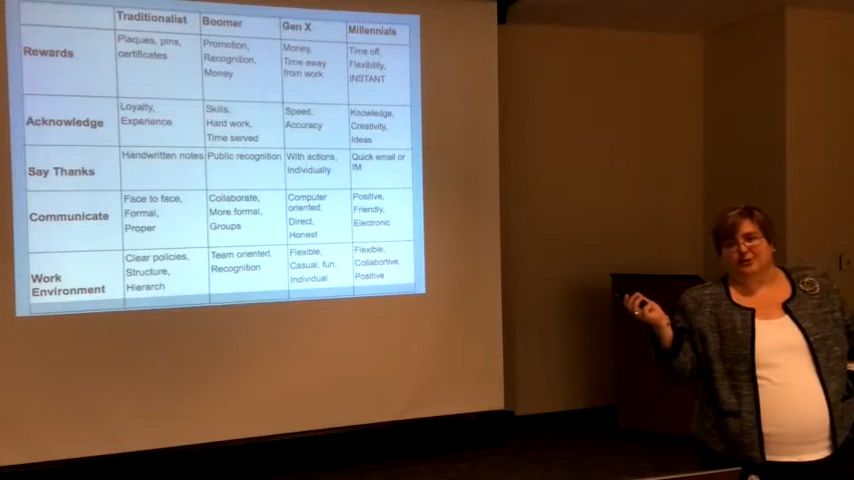 Traditionalist Boomer Gen X Millennials
Rewards
Plaques, pins,
certificates
Promotion,
Recognition,
Money
Money,
Time away
from work
Time off,
Flexibility,
INSTANT
Acknowledge
Loyalty,
Experience
Skills,
Hard work,
Time served
Speed,
Accuracy
Knowledge,
Creativity,
Ideas
Say Thanks
Handwritten notes
Public recognition
With actions,
individually
Quick email or
IM
Communicate
Face to face,
Formal,
Proper
Collaborate,
More formal,
Groups
Computer
oriented,
Direct,
Honest
Positive,
Friendly,
Electronic
Work
Environment
Clear policies,
Structure,
Hierarch
Team oriented,
Recognition
Flexible,
Casual, fun,
Individual
Flexible,
Collabortive,
Positive